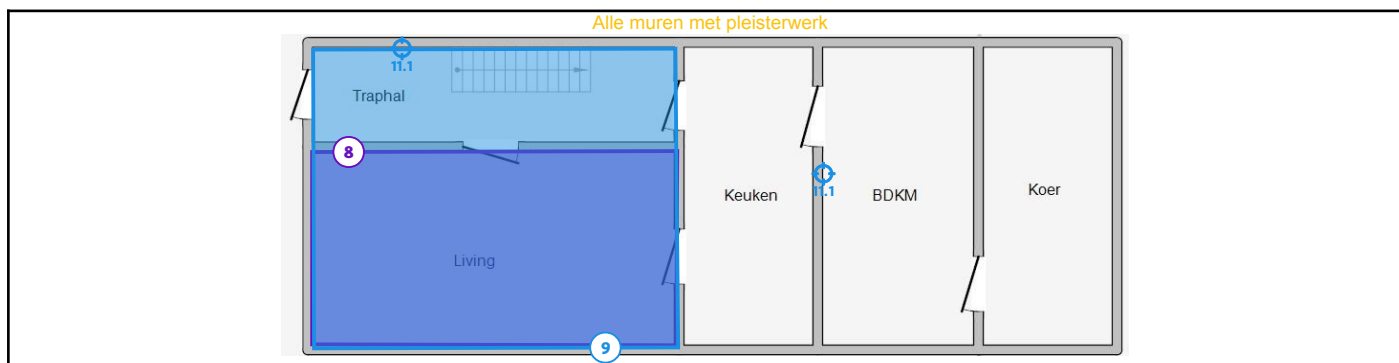 Alle muren met pleisterwerk
11.1
Traphal
8
11.1
Keuken
BDKM
Koer
Living
9